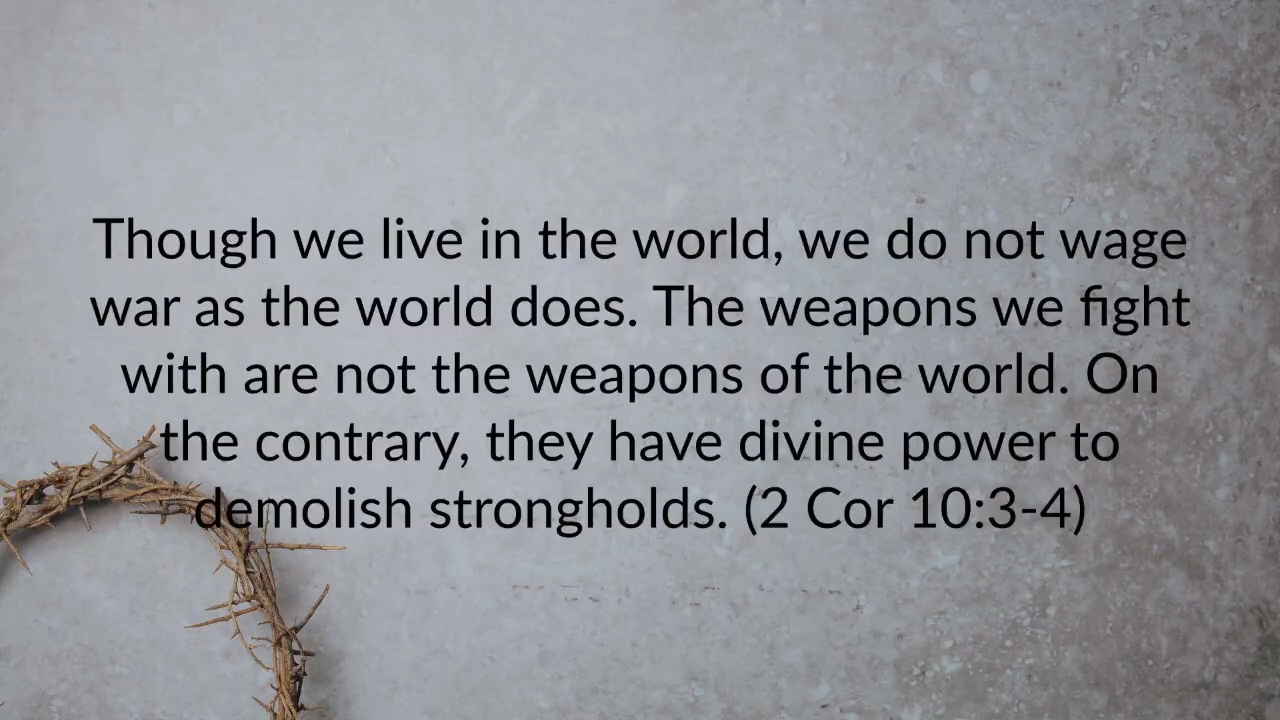 Though we live in the world, we do not wage
war as the world does. The weapons we fight
with are not the weapons of the world. On
the contrary, they have divine power to
demolish strongholds. (2 Cor 10:3-4)